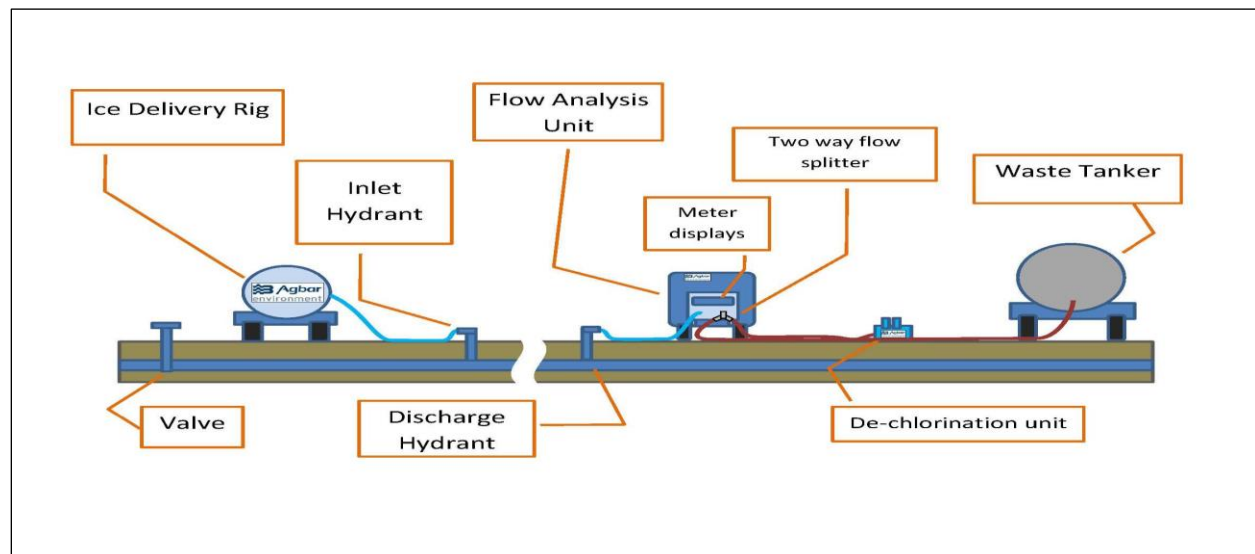 Ice Delivery Rig
Inlet
Hydrant
Flow Analysis
Unit
Two way flow
splitter
Meter
displays
Waste Tanker
Agbar
environment
Valve
Discharge
Hydrant
De-chlorination unit